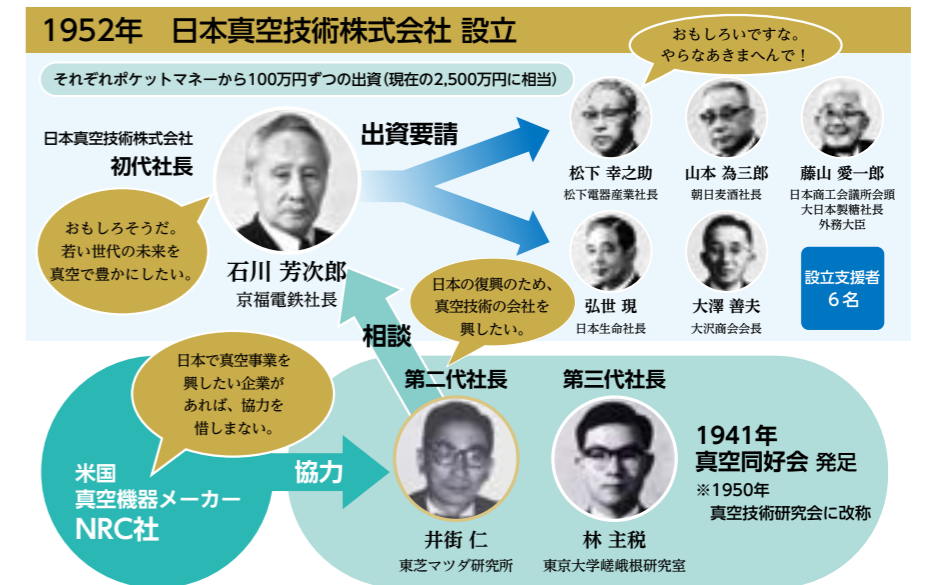 1952年 日本真空技術株式会社 設立
おもしろいですな。
やらなあきまへんで！
それぞれポケットマネーから100万円ずつの出資（現在の2,500万円に相当）
日本真空技術株式会社
初代社長
出資要請
おもしろそうだ。
若い世代の未来を
真空で豊かにしたい。
石川 芳次郎
京福電鉄社長
松下 幸之助
松下電器産業社長
山本 為三郎
朝日麦酒社長
藤山 愛一郎
日本商工会議所会頭
大日本製糖社長
外務大臣
弘世 現
日本生命社長
大澤 善夫
大沢商会会長
設立支援者
6名
日本の復興のため、
真空技術の会社を
興したい。
相談
日本で真空事業を
興したい企業が
あれば、協力を
惜しまない。
米国
真空機器メーカー
NRC社
協力
第二代社長
井街 仁
東芝マツダ研究所
第三代社長
林 主税
東京大学嵯峨根研究室
1941年
真空同好会 発足
※1950年
真空技術研究会に改称